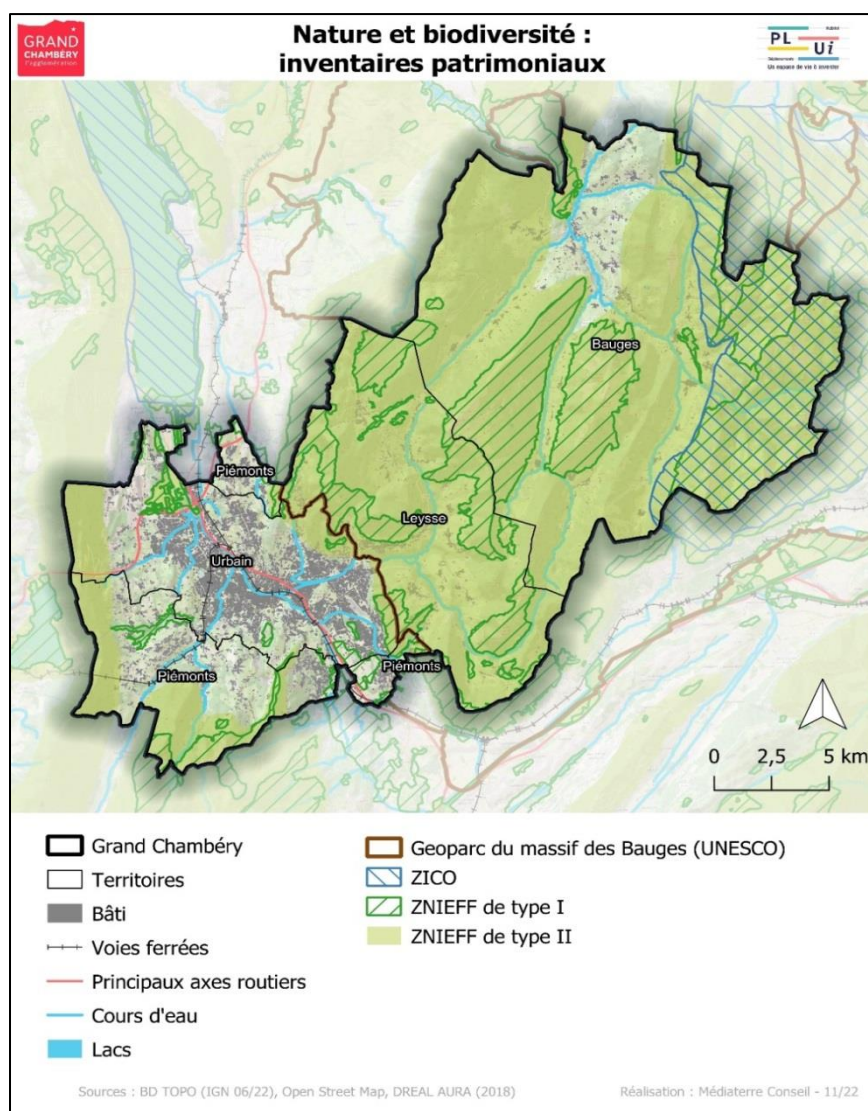 GRAND
CHAMBÉRY
l'agglomération
Nature et biodiversité :
inventaires patrimoniaux
PL
Ui
Déplacements
Un espace de vie à inventer
Bauges
Piémonts
Leysse
Urbain
Piémonts
Piémonts
0 2,5 5 km
Grand Chambéry
Territoires
Bâti
Voies ferrées
Principaux axes routiers
Cours d'eau
Lacs
Geoparc du massif des Bauges (UNESCO)
ZICO
ZNIEFF de type I
ZNIEFF de type II
Sources : BD TOPO (IGN 06/22), Open Street Map, DREAL AURA (2018)
Réalisation : Médiaterre Conseil - 11/22